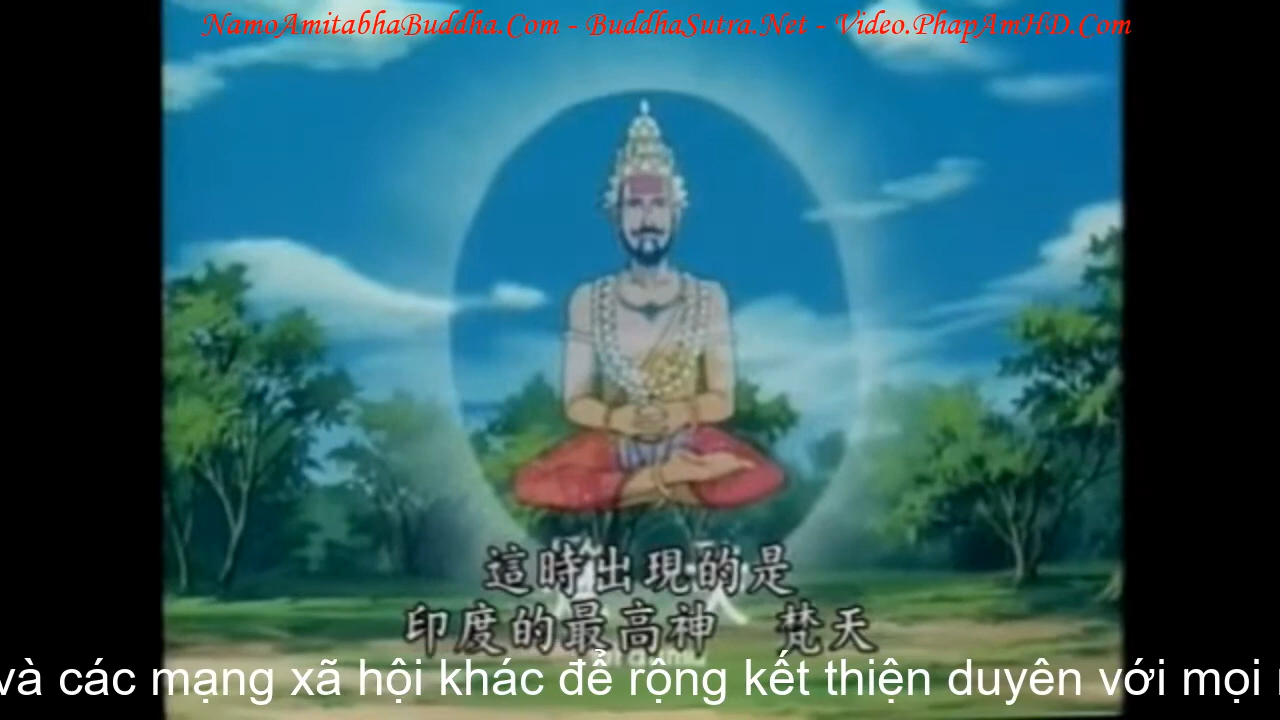 NamoAmitabhaBuddha.Com - BuddhaSutra.Net - Video.PhapAmHD.Com
這時出現的是
印度的最高神 梵天
và các mạng xã hội khác để rộng kết thiện duyên với mọi